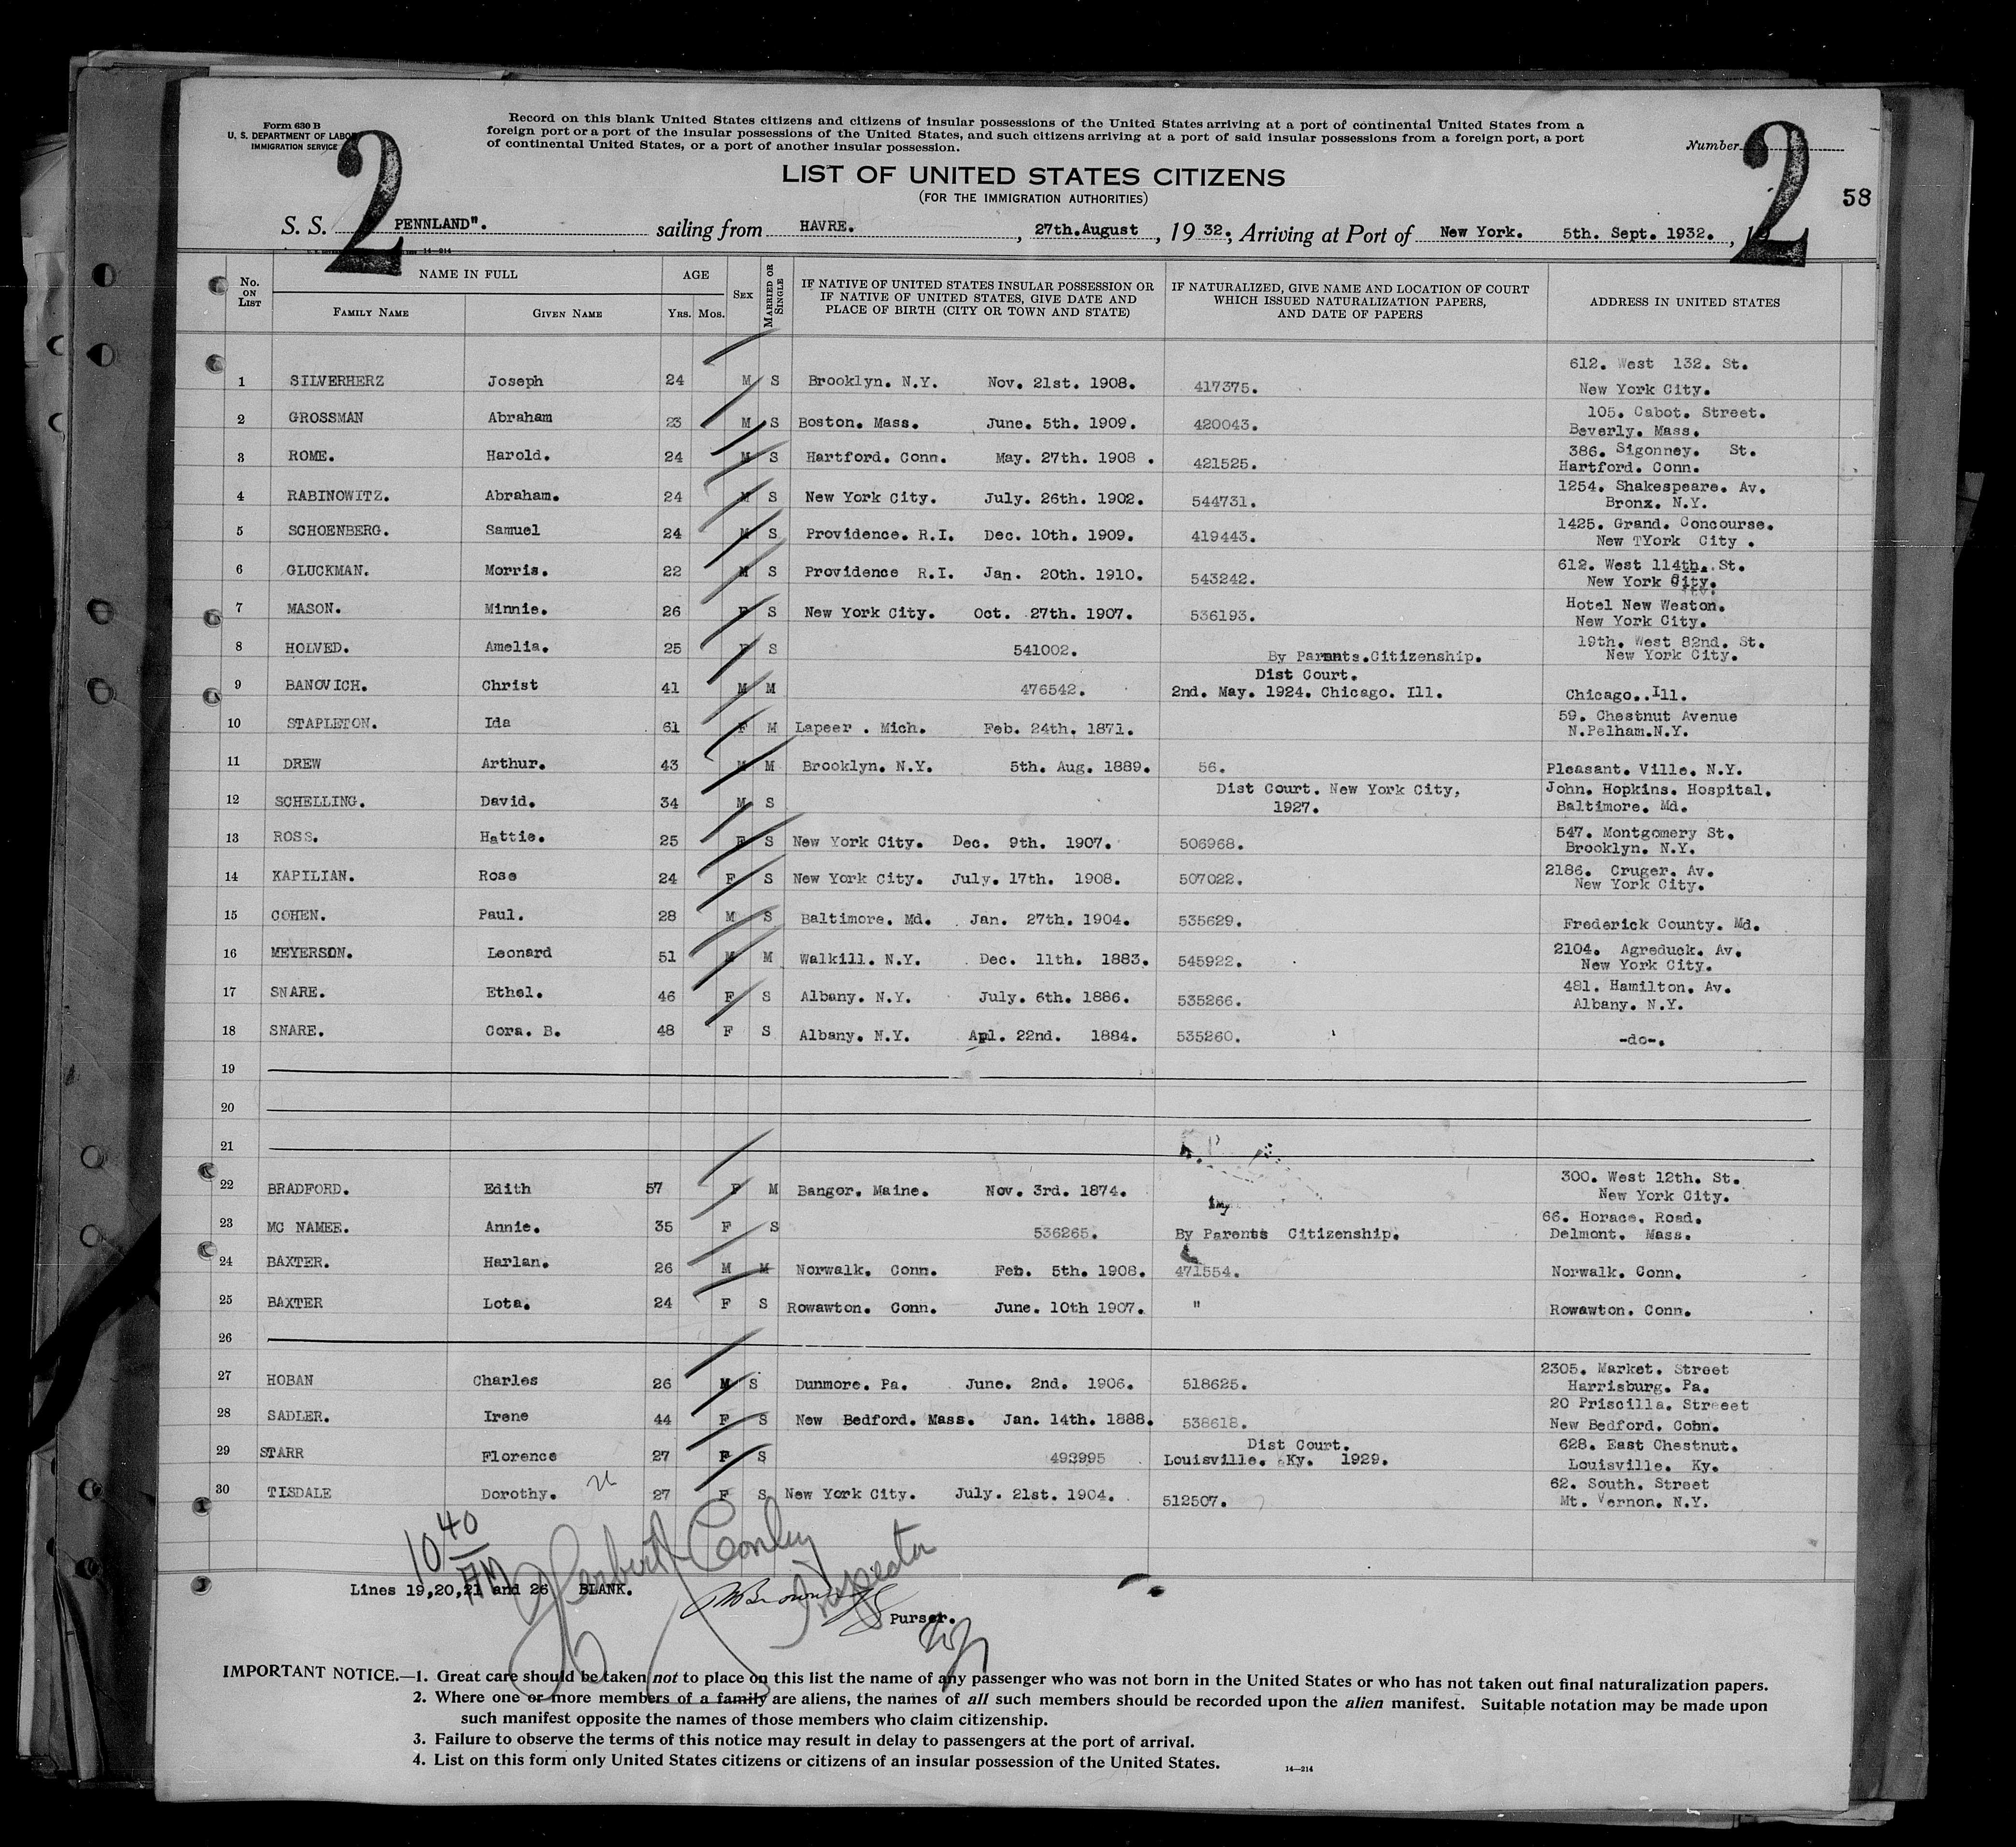 Form 630 B
U. S. DEPARTMENT OF LABOR
IMMIGRATION SERVICE
2
Record on this blank United States citizens and citizens of insular possessions of the United States arriving at a port of continental United States from a
foreign port or a port of the insular possessions of the United States, and such citizens arriving at a port of said insular possessions from a foreign port, a port
of continental United States, or a port of another insular possession.
Number
2
58
LIST OF UNITED STATES CITIZENS
(FOR THE IMMIGRATION AUTHORITIES)
S. S. PENNLAND". sailing from HAVRE. , 27th.August , 19 32. ; Arriving at Port of New York. 5th. Sept. 1932. , 1
14—214
No. ON LIST
NAME IN FULL
FAMILY NAME GIVEN NAME
AGE
YRS. MOS.
SEX
MARRIED OR SINGLE
IF NATIVE OF UNITED STATES INSULAR POSSESSION OR
IF NATIVE OF UNITED STATES, GIVE DATE AND
PLACE OF BIRTH (CITY OR TOWN AND STATE)
IF NATURALIZED, GIVE NAME AND LOCATION OF COURT
WHICH ISSUED NATURALIZATION PAPERS,
AND DATE OF PAPERS
ADDRESS IN UNITED STATES
612. West 132. St.
1 SILVERHERZ Joseph 24 M S Brooklyn. N.Y. Nov. 21st. 1908. 417375. New York City.
105. Cabot. Street.
2 GROSSMAN Abraham 23 M S Boston. Mass. June. 5th. 1909. 420043. Beverly. Mass.
386. Sigonney. St.
3 ROME. Harold. 24 M S Hartford. Conn. May. 27th. 1908 . 421525. Hartford. Conn.
1254. Shakespeare. Av.
4 RABINOWITZ. Abraham. 24 M S New York City. July. 26th. 1902. 544731. Bronx. N.Y.
1425. Grand. Concourse.
5 SCHOENBERG. Samuel 24 M S Providence. R.I. Dec. 10th. 1909. 419443. New TYork City .
612. West 114th. St.
6 GLUCKMAN. Morris. 22 M S Providence R.I. Jan. 20th. 1910. 543242. New York City.
Hotel New Weston.
7 MASON. Minnie. 26 F S New York City. Oct. 27th. 1907. 536193. New York City.
19th. West 82nd. St.
8 HOLVED. Amelia. 25 F S 541002. By Parents.Citizenship. New York City.
Dist Court.
9 BANOVICH. Christ 41 M M 476542. 2nd. May. 1924. Chicago. Ill. Chicago..Ill.
59. Chestnut Avenue
10 STAPLETON. Ida 61 F M Lapeer . Mich. Feb. 24th. 1871. N.Pelham.N.Y.
11 DREW Arthur. 43 M M Brooklyn. N.Y. 5th. Aug. 1889. 56. Pleasant. Ville. N.Y.
Dist Court. New York City, John. Hopkins. Hospital.
12 SCHELLING. David. 34 M S 1927. Baltimore. Md.
547. Montgomery St.
13 ROSS. Hattie. 25 F S New York City. Dec. 9th. 1907. 506968. Brooklyn. N.Y.
2186. Cruger. Av.
14 KAPILIAN. Rose 24 F S New York City. July. 17th. 1908. 507022. New York City.
15 COHEN. Paul. 28 M S Baltimore. Md. Jan. 27th. 1904. 535629. Frederick County. Md.
2104. Agreduck. Av.
16 MEYERSON. Leonard 51 M M Walkill. N.Y. Dec. 11th. 1883. 545922. New York City.
481. Hamilton. Av.
17 SNARE. Ethel. 46 F S Albany. N.Y. July. 6th. 1886. 535266. Albany. N.Y.
18 SNARE. Cora. B. 48 F S Albany. N.Y. Apl. 22nd. 1884. 535260. -do-.
19
20
21
300. West 12th. St.
22 BRADFORD. Edith 57 F M Bangor. Maine. Nov. 3rd. 1874. New York City.
66. Horace. Road.
23 MC NAMEE. Annie. 35 F S 536265. By Parents Citizenship. Delmont. Mass.
24 BAXTER. Harlan. 26 M M Norwalk. Conn. Feb. 5th. 1908. 471554. Norwalk. Conn.
25 BAXTER Lota. 24 F S Rowawton. Conn. June. 10th 1907. " Rowawton. Conn.
26
2305. Market. Street
27 HOBAN Charles 26 M S Dunmore. Pa. June. 2nd. 1906. 518625. Harrisburg. Pa.
20 Priscilla. Streeet
28 SADLER. Irene 44 F S New Bedford. Mass. Jan. 14th. 1888. 538618. New Bedford. Conn.
Dist Court. 628. East Chestnut.
29 STARR Florence 27 F S 493995 Louisville. Ky. 1929. Louisville. Ky.
62. South. Street
30 TISDALE Dorothy. 27 F S New York City. July. 21st. 1904. 512507. Mt. Vernon. N.Y.
10 40 AM
Herbert Conley
Inspector
Lines 19,20,21 and 26 BLANK.
Purser.
IMPORTANT NOTICE.—1. Great care should be taken not to place on this list the name of any passenger who was not born in the United States or who has not taken out final naturalization papers.
2. Where one or more members of a family are aliens, the names of all such members should be recorded upon the alien manifest. Suitable notation may be made upon
such manifest opposite the names of those members who claim citizenship.
3. Failure to observe the terms of this notice may result in delay to passengers at the port of arrival.
4. List on this form only United States citizens or citizens of an insular possession of the United States.
14—214